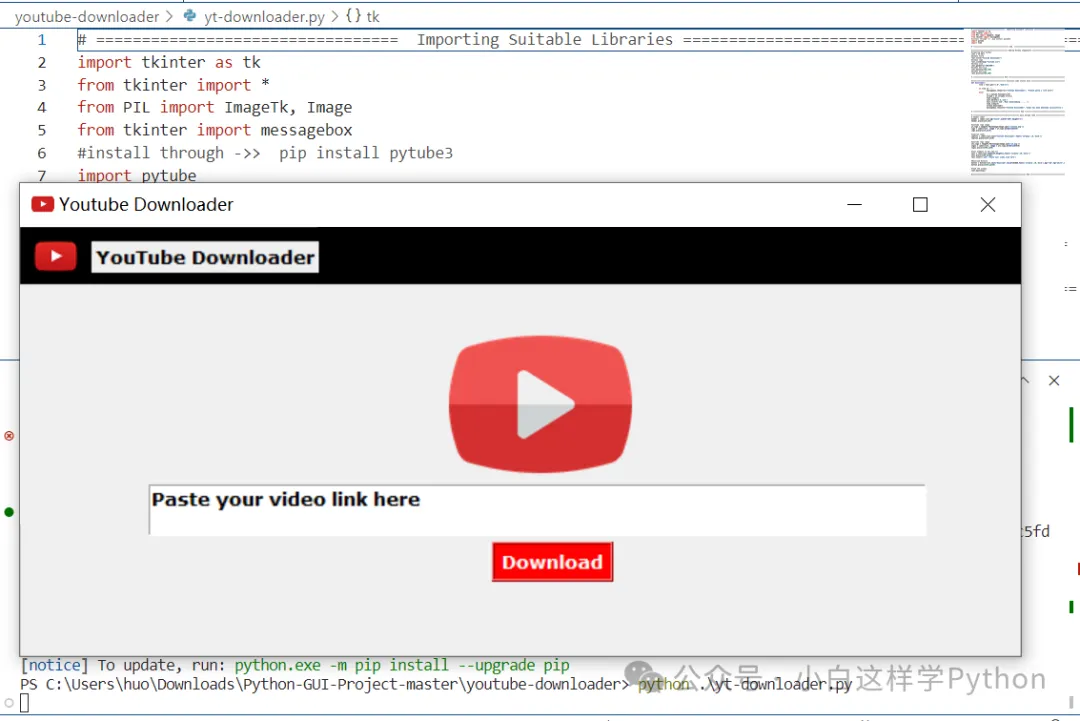 youtube-downloader > yt-downloader.py > {} tk
1 # ================================= Importing Suitable Libraries ===============================
2 import tkinter as tk
3 from tkinter import *
4 from PIL import ImageTk, Image
5 from tkinter import messagebox
6 #install through ->> pip install pytube3
7 import pytube
Youtube Downloader
YouTube Downloader
Paste your video link here
Download
5fd
[notice] To update, run: python.exe -m pip install --upgrade pip
PS C:\Users\huo\Downloads\Python-GUI-Project-master\youtube-downloader> python .\yt-downloader.py
公众号 · 小白这样学Python